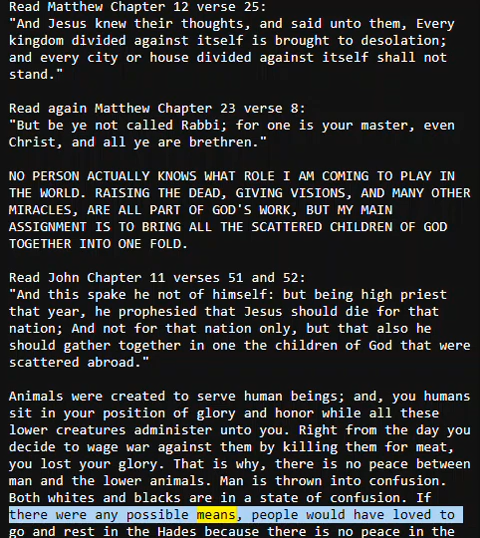 Read Matthew Chapter 12 verse 25:
"And Jesus knew their thoughts, and said unto them, Every
kingdom divided against itself is brought to desolation;
and every city or house divided against itself shall not
stand."
Read again Matthew Chapter 23 verse 8:
"But be ye not called Rabbi; for one is your master, even
Christ, and all ye are brethren."
NO PERSON ACTUALLY KNOWS WHAT ROLE I AM COMING TO PLAY IN
THE WORLD. RAISING THE DEAD, GIVING VISIONS, AND MANY OTHER
MIRACLES, ARE ALL PART OF GOD'S WORK, BUT MY MAIN
ASSIGNMENT IS TO BRING ALL THE SCATTERED CHILDREN OF GOD
TOGETHER INTO ONE FOLD.
Read John Chapter 11 verses 51 and 52:
"And this spake he not of himself: but being high priest
that year, he prophesied that Jesus should die for that
nation; And not for that nation only, but that also he
should gather together in one the children of God that were
scattered abroad."
Animals were created to serve human beings; and, you humans
sit in your position of glory and honor while all these
lower creatures administer unto you. Right from the day you
decide to wage war against them by killing them for meat,
you lost your glory. That is why, there is no peace between
man and the lower animals. Man is thrown into confusion.
Both whites and blacks are in a state of confusion. If
there were any possible means, people would have loved to
go and rest in the Hades because there is no peace in the